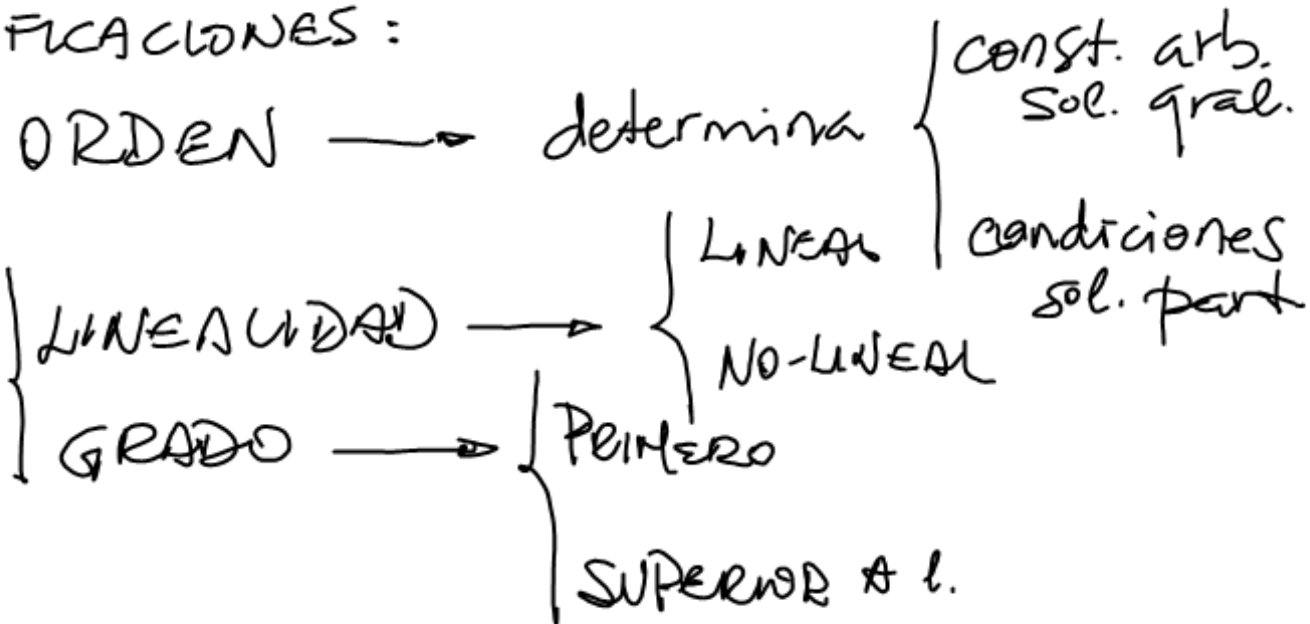 FICACIONES:
ORDEN → determina { const. arb.
sol. gral.
condiciones
sol. part
LINEALIDAD → { LINEAL
NO-LINEAL
GRADO → { PRIMERO
SUPERIOR A 1.